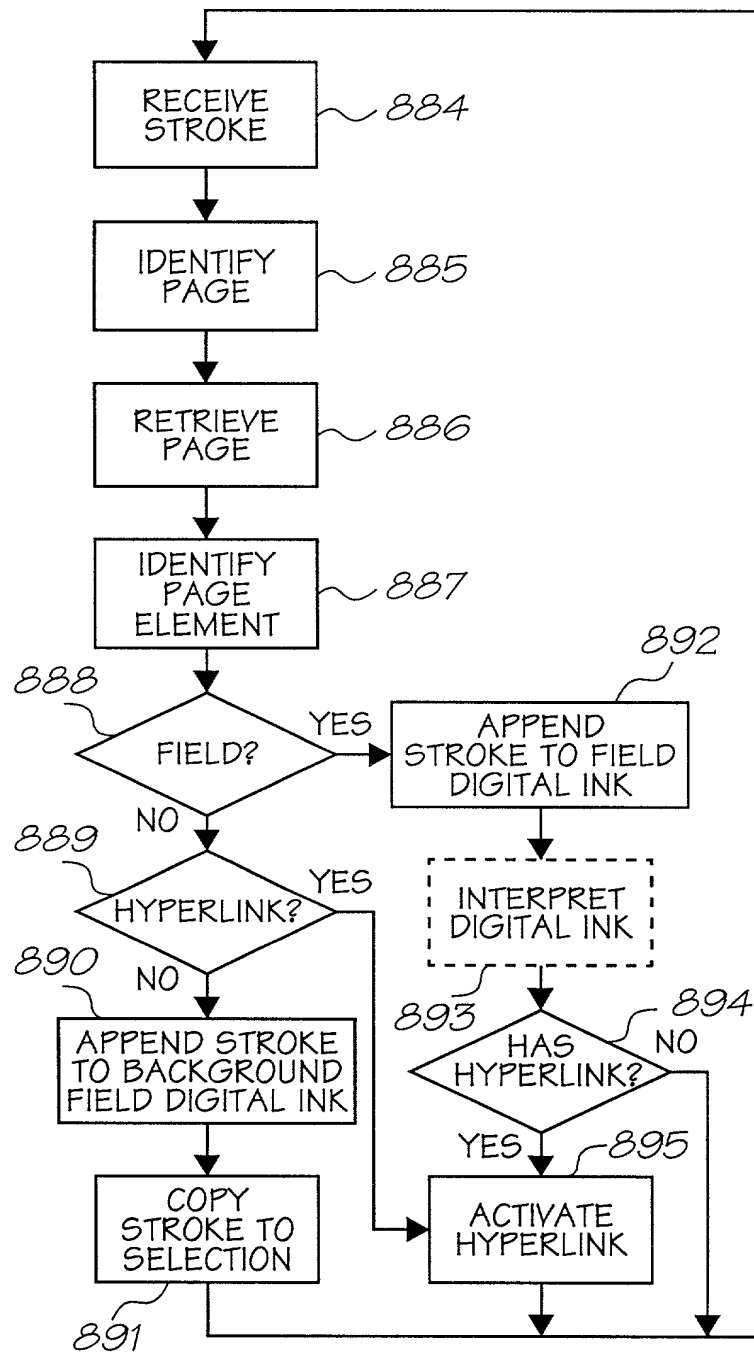 RECEIVE
STROKE
884
IDENTIFY
PAGE
885
RETRIEVE
PAGE
886
IDENTIFY
PAGE
ELEMENT
887
888
FIELD?
YES
NO
892
APPEND
STROKE TO FIELD
DIGITAL INK
889
HYPERLINK?
YES
NO
INTERPRET
DIGITAL INK
893
890
APPEND STROKE
TO BACKGROUND
FIELD DIGITAL INK
894
HAS
HYPERLINK?
NO
YES
COPY
STROKE TO
SELECTION
891
895
ACTIVATE
HYPERLINK